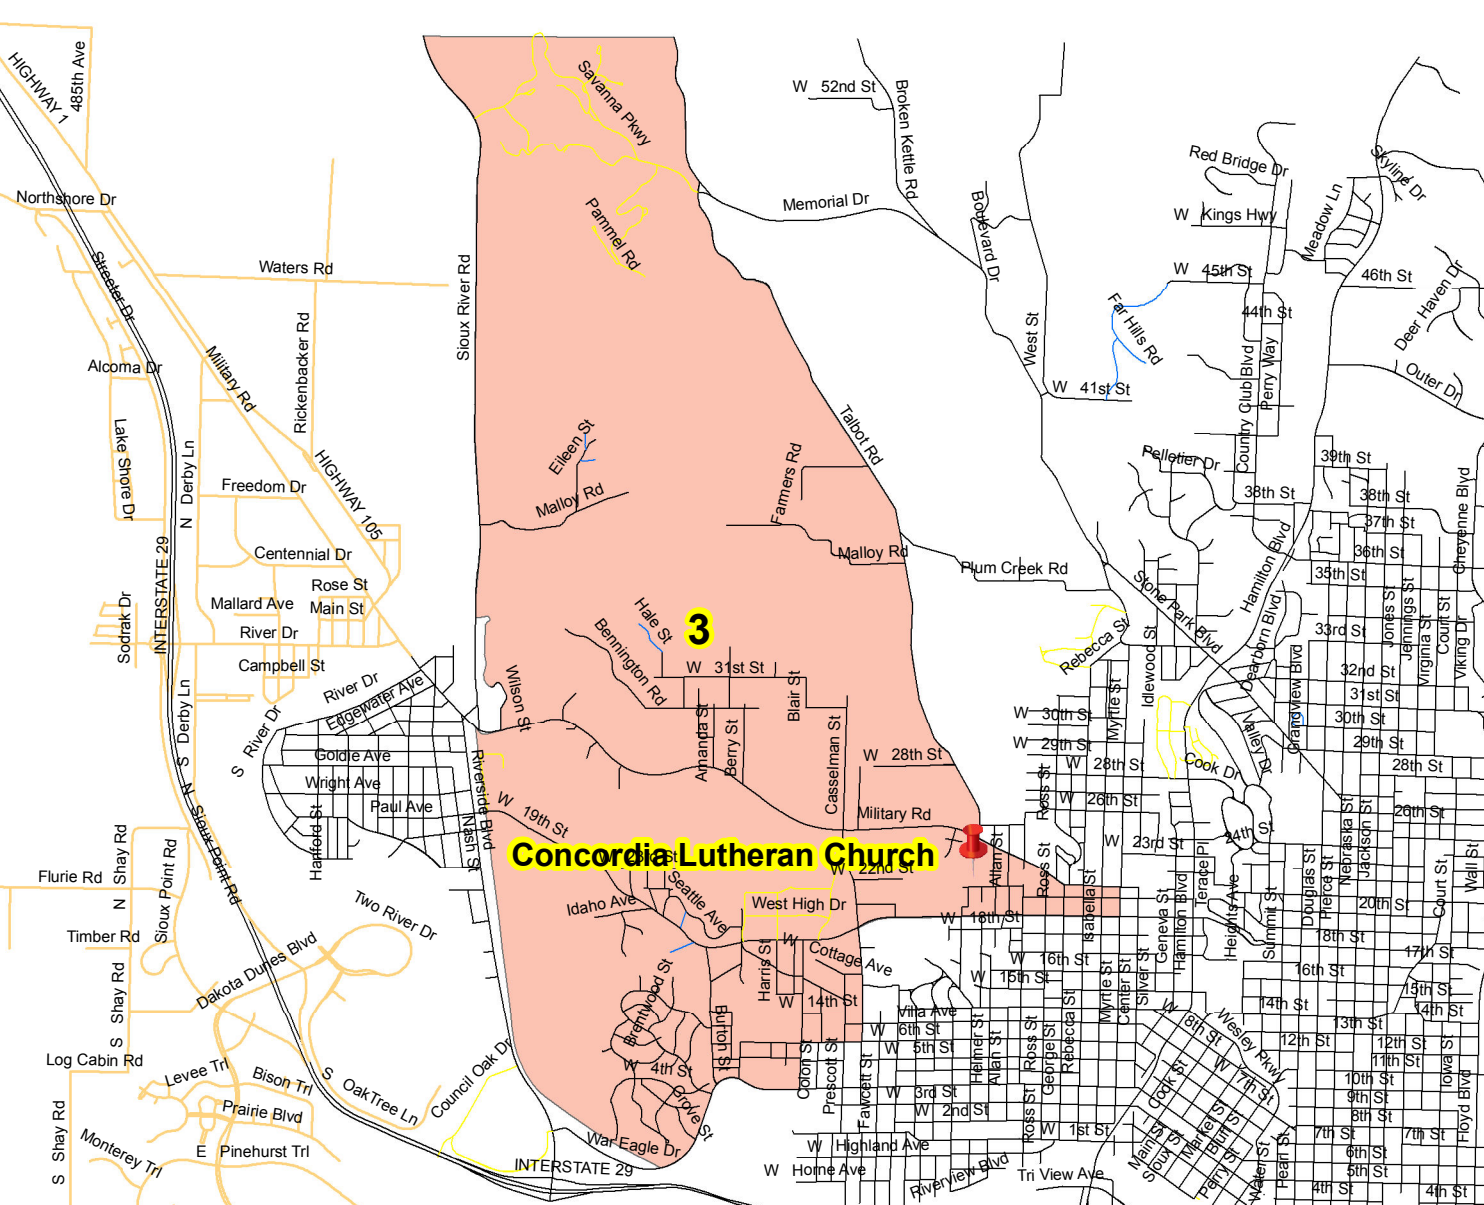 HIGHWAY 1
485th Ave
Savanna Pkwy
W 52nd St
Broken Kettle Rd
Red Bridge Dr
Skyline Dr
Northshore Dr
Memorial Dr
Boulevard Dr
W Kings Hwy
Meadow Ln
Pammel Rd
Streeter Dr
Waters Rd
Sioux River Rd
W 45th St
46th St
Far Hills Rd
Deer Haven Dr
44th St
Rickenbacker Rd
West St
Alcoma Dr
Military Rd
Country Club Blvd
Perry Way
Outer Dr
W 41st St
Talbot Rd
Lake Shore Dr
N Derby Ln
Eileen St
Farmers Rd
Pelletier Dr
39th St
HIGHWAY 105
Freedom Dr
Malloy Rd
38th St
38th St
Cheyenne Blvd
37th St
INTERSTATE 29
Centennial Dr
Malloy Rd
Plum Creek Rd
Hamilton Blvd
36th St
35th St
Rose St
Mallard Ave
Main St
Sodrak Dr
River Dr
Hale St
Bennington Rd
3
Stone Park Blvd
Dearborn Blvd
33rd St
Jones St
Jennings St
Virginia St
Court St
Viking Dr
Rebecca St
Idlewood St
Campbell St
W 31st St
32nd St
31st St
River Dr
Edgewater Ave
Wilson St
Blair St
Myrtle St
Grandview Blvd
S Derby Ln
S River Dr
Amanda St
Berry St
W 30th St
30th St
Valley Dr
W 29th St
29th St
Goldie Ave
Riverside Blvd
Casselman St
W 28th St
W 28th St
Cook Dr
28th St
Wright Ave
Ross St
Paul Ave
W 19th St
W 26th St
26th St
N Sioux Point Rd
Hanford St
Nash St
Military Rd
24th St
Nebraska St
Jackson St
N Shay Rd
Sioux Point Rd
W 23rd St
Concordia Lutheran Church
Allan St
Ross St
W 23rd St
Terace Pl
Wall St
Flurie Rd
W 22nd St
Seattle Ave
Isabella St
Heights Ave
Summit St
Douglas St
Pierce St
Court St
Two River Dr
Idaho Ave
West High Dr
20th St
W 18th St
Geneva St
Hamilton Blvd
Timber Rd
18th St
Dakota Dunes Blvd
W Cottage Ave
17th St
W 16th St
16th St
S Shay Rd
Harris St
W 15th St
15th St
Brentwood St
W 14th St
Myrtle St
Center St
Silver St
14th St
14th St
Burton St
Villa Ave
Rebecca St
W 8th St
Wesley Pkwy
13th St
W 6th St
12th St
12th St
Log Cabin Rd
Council Oak Dr
W 5th St
Helmer St
Allan St
Ross St
George St
11th St
Iowa St
Levee Trl
Bison Trl
W 4th St
Colon St
Prescott St
Fawcett St
W 7th St
10th St
S Oak Tree Ln
W 3rd St
Cook St
9th St
Prairie Blvd
Grove St
W 2nd St
Ross St
Market St
Bluff St
8th St
Floyd Blvd
S Shay Rd
Monterey Trl
E Pinehurst Trl
War Eagle Dr
W Highland Ave
W 1st St
Main St
Sioux St
7th St
7th St
6th St
INTERSTATE 29
W Home Ave
Riverview Blvd
Tri View Ave
Perry St
Water St
Pearl St
5th St
4th St
4th St